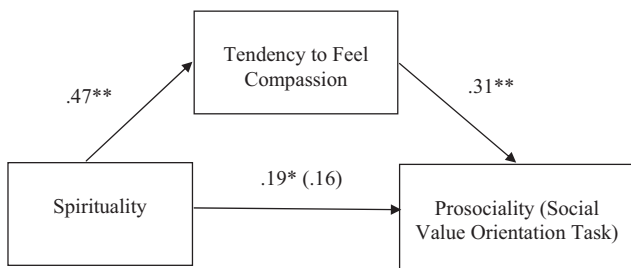 Tendency to Feel
Compassion
.47**
.31**
.19* (.16)
Spirituality
Prosociality (Social
Value Orientation Task)